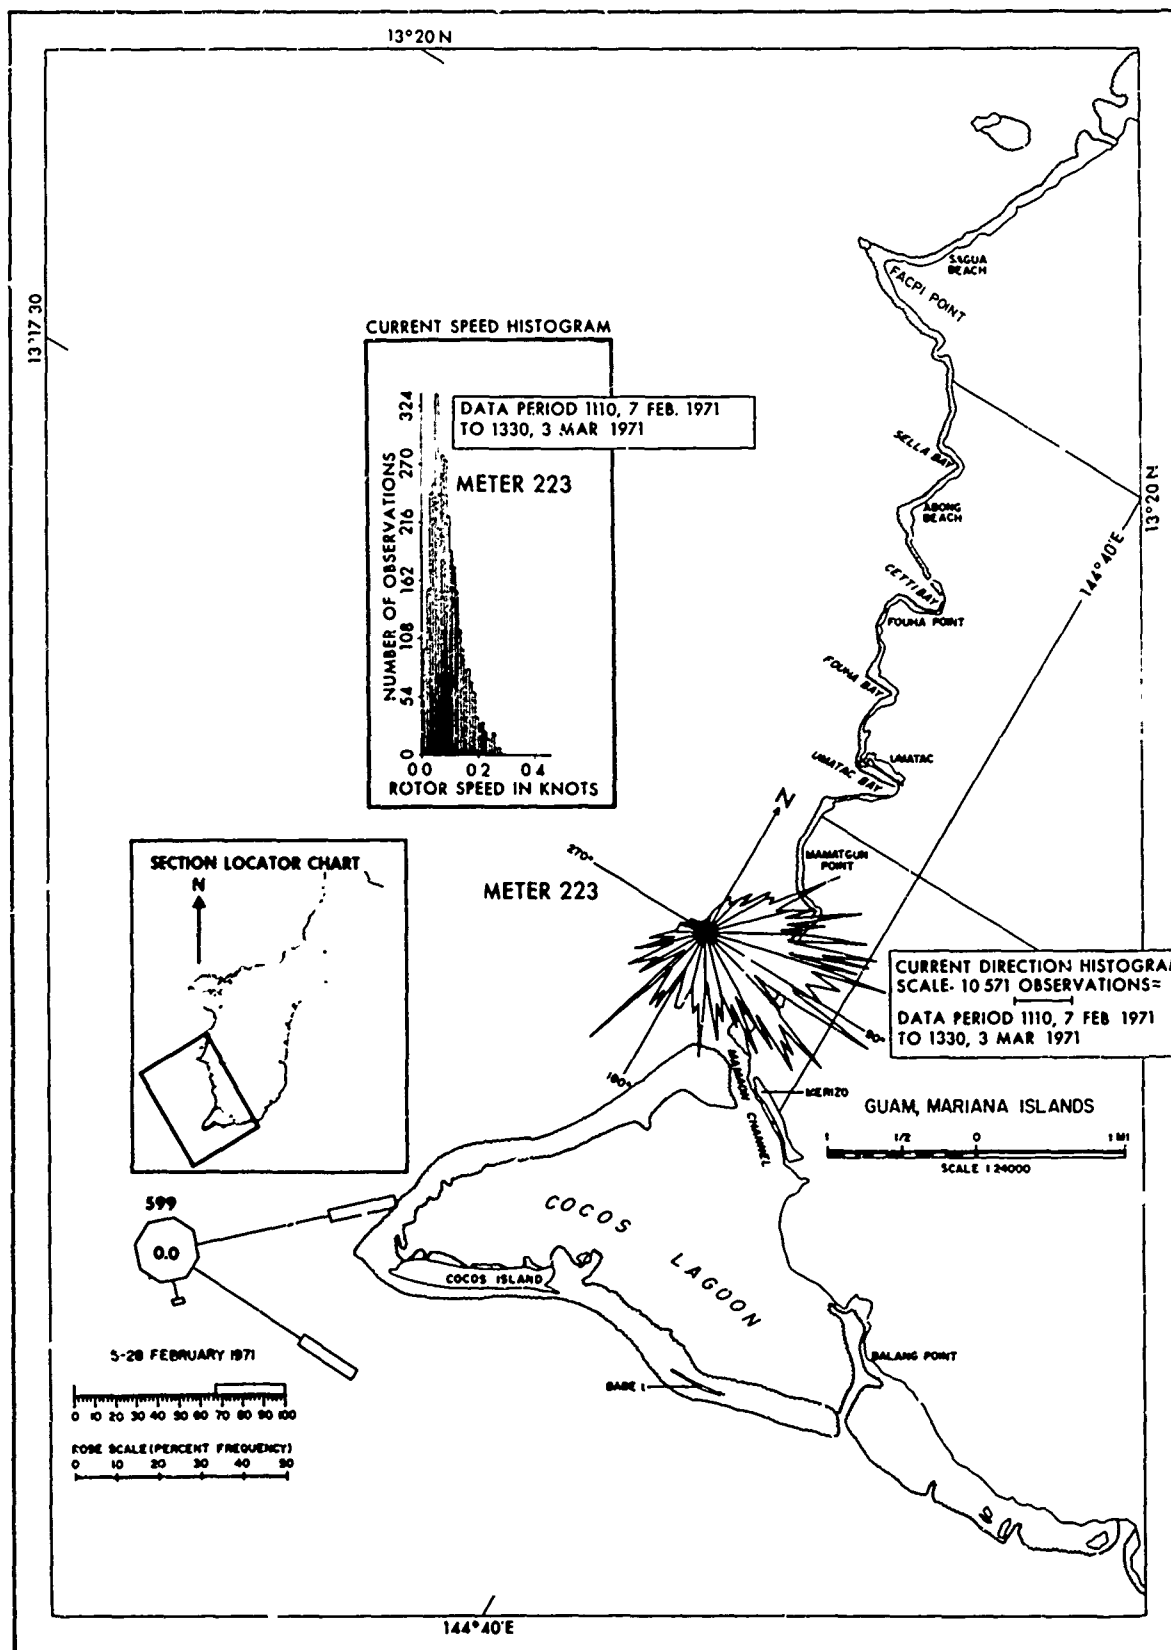 13°20 N
13°17 30
SAGUA
BEACH
FACPI POINT
CURRENT SPEED HISTOGRAM
DATA PERIOD 1110, 7 FEB. 1971
TO 1330, 3 MAR 1971
METER 223
NUMBER OF OBSERVATIONS
324
270
216
162
108
54
0
0.0 0.2 0.4
ROTOR SPEED IN KNOTS
SELLA BAY
ABONG
BEACH
13°20 N
144°40'E
CETTI BAY
FOUHA POINT
FOUHA BAY
UMATAC
UMATAC BAY
N
MAMATGUN
POINT
270°
METER 223
SECTION LOCATOR CHART
N
CURRENT DIRECTION HISTOGRAM
SCALE- 10 571 OBSERVATIONS=
DATA PERIOD 1110, 7 FEB 1971
TO 1330, 3 MAR 1971
90°
180°
MAMAON CHANNEL
MERIZO
GUAM, MARIANA ISLANDS
1 1/2 0 1 MI
SCALE 1 24000
599
0.0
COCOS LAGOON
COCOS ISLAND
5-28 FEBRUARY 1971
BABE I.
BALANG POINT
0 10 20 30 40 50 60 70 80 90 100
ROSE SCALE (PERCENT FREQUENCY)
0 10 20 30 40 50
144°40'E